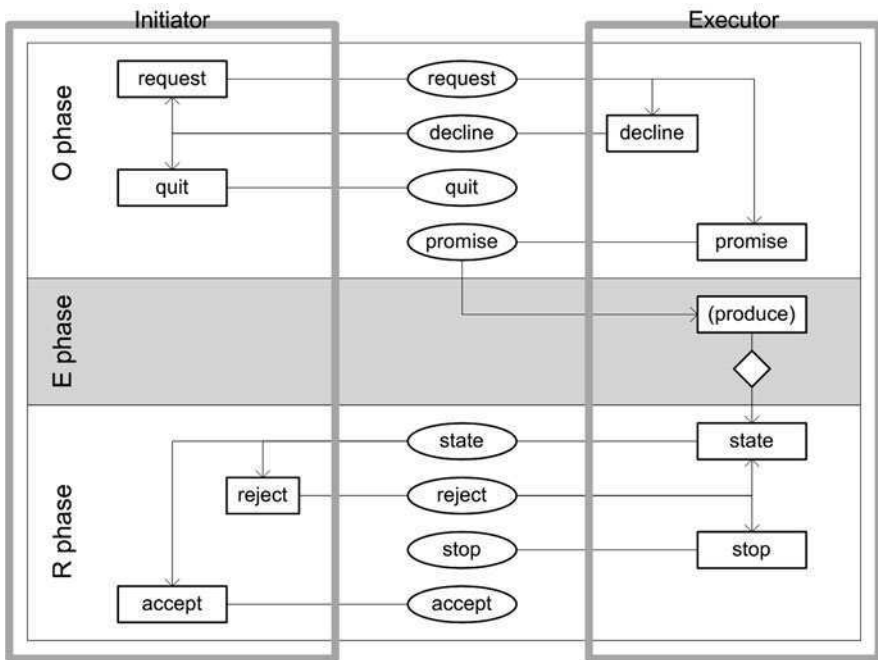 Initiator
Executor
O phase
request
request
decline
decline
quit
quit
promise
promise
E phase
(produce)
R phase
state
state
reject
reject
stop
stop
accept
accept